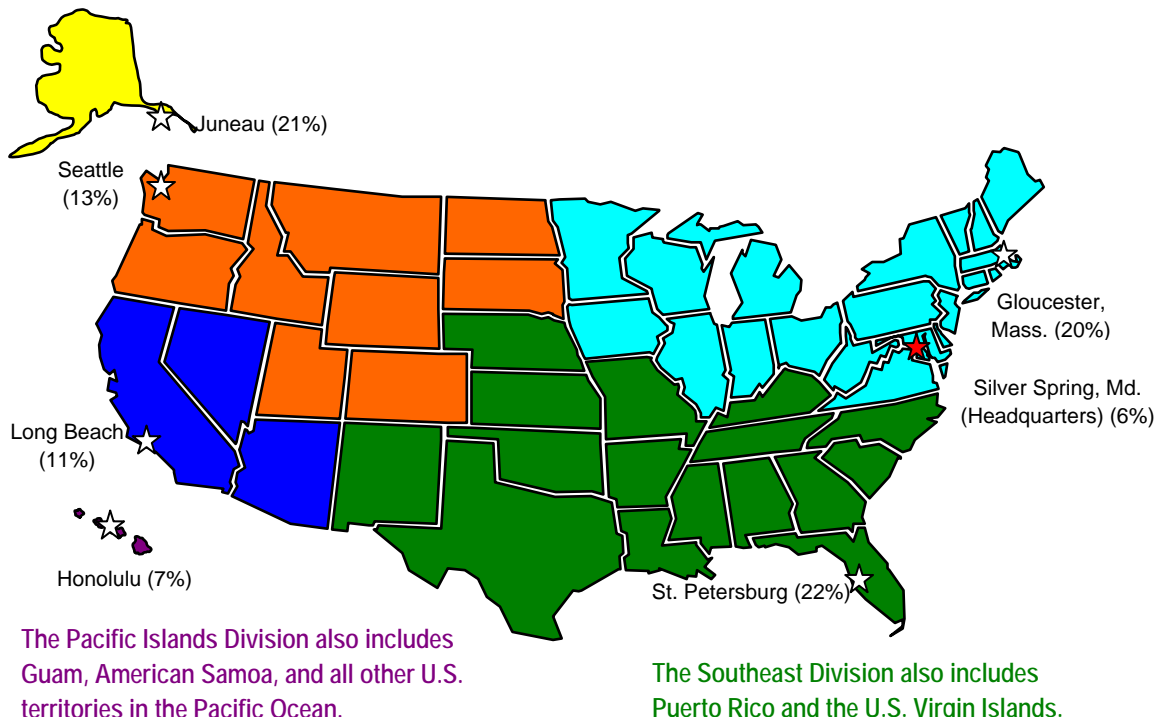 Juneau (21%)
Seattle
(13%)
Gloucester,
Mass. (20%)
Silver Spring, Md.
(Headquarters) (6%)
Long Beach
(11%)
Honolulu (7%)
St. Petersburg (22%)
The Pacific Islands Division also includes
Guam, American Samoa, and all other U.S.
territories in the Pacific Ocean.
The Southeast Division also includes
Puerto Rico and the U.S. Virgin Islands.